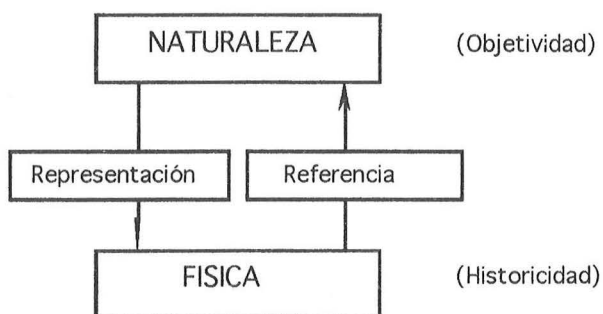 NATURALEZA (Objetividad)
Representación Referencia
FISICA (Historicidad)